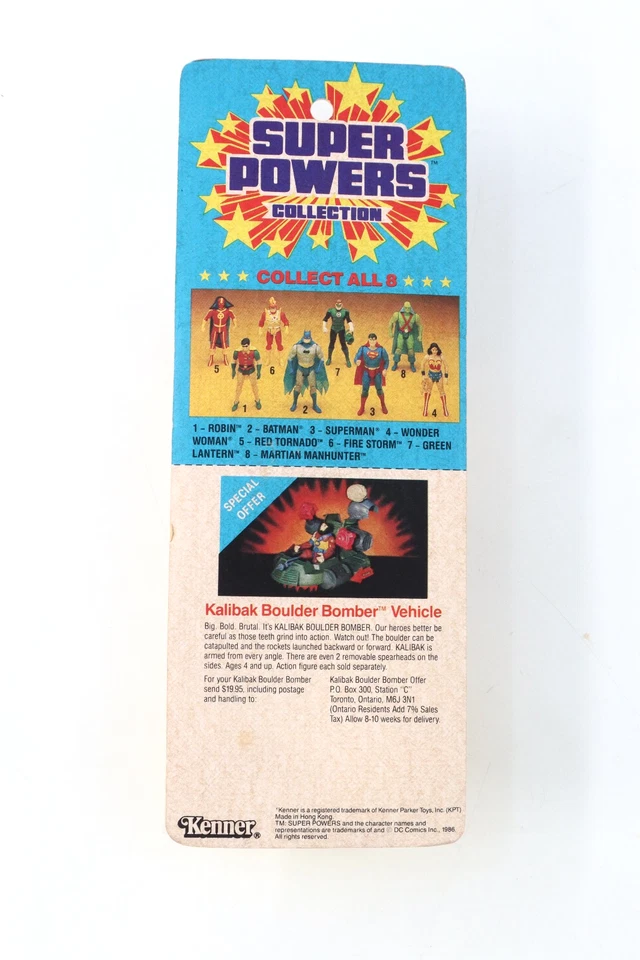 SUPER
POWERS™
COLLECTION
COLLECT ALL 8
5 6 7 8
1 2 3 4
1 - ROBIN™ 2 - BATMAN® 3 - SUPERMAN® 4 - WONDER
WOMAN® 5 - RED TORNADO™ 6 - FIRE STORM™ 7 - GREEN
LANTERN™ 8 - MARTIAN MANHUNTER™
SPECIAL
OFFER
Kalibak Boulder Bomber™ Vehicle
Big. Bold. Brutal. It's KALIBAK BOULDER BOMBER. Our heroes better be
careful as those teeth grind into action. Watch out! The boulder can be
catapulted and the rockets launched backward or forward. KALIBAK is
armed from every angle. There are even 2 removable spearheads on the
sides. Ages 4 and up. Action figure each sold separately.
For your Kalibak Boulder Bomber
send $19.95, including postage
and handling to:
Kalibak Boulder Bomber Offer
P.O. Box 300, Station "C"
Toronto, Ontario, M6J 3N1
(Ontario Residents Add 7% Sales
Tax) Allow 8-10 weeks for delivery.
Kenner®
*Kenner is a registered trademark of Kenner Parker Toys, Inc. (KPT)
Made in Hong Kong.
TM: SUPER POWERS and the character names and
representations are trademarks of and © DC Comics Inc., 1986.
All rights reserved.